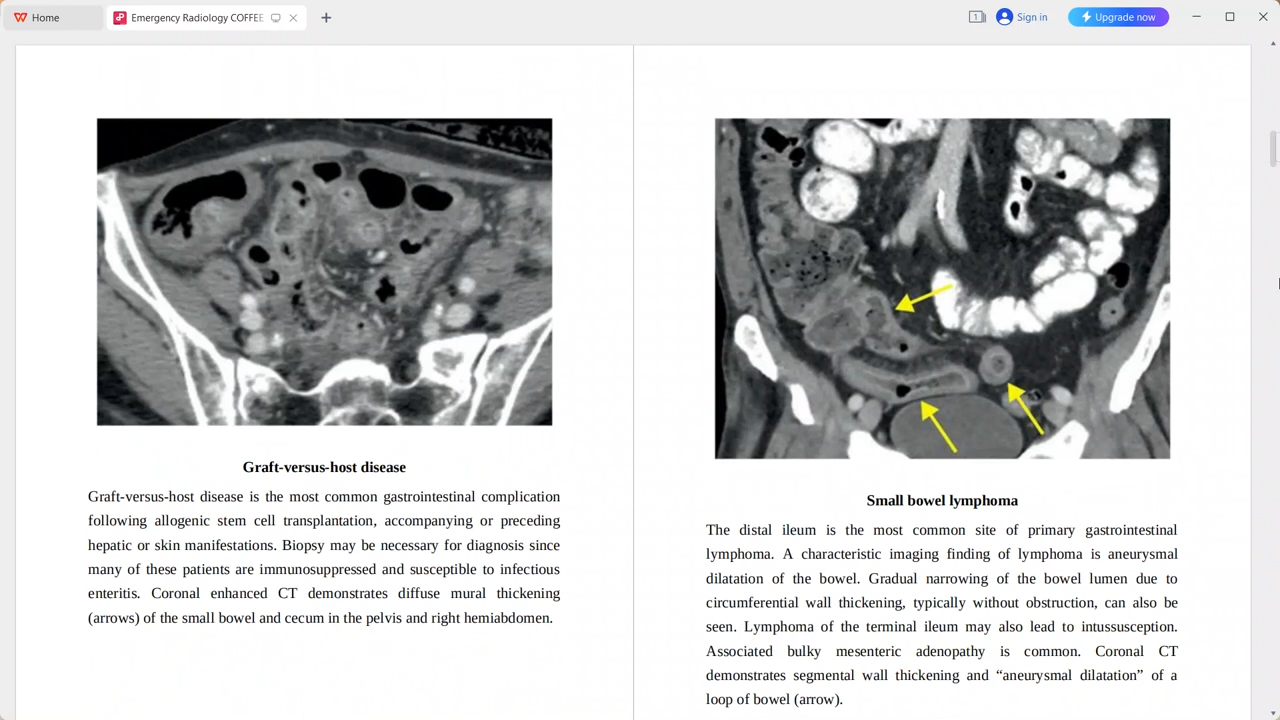 Home
Emergency Radiology COFFEE
1
Sign in
Upgrade now
Graft-versus-host disease
Graft-versus-host disease is the most common gastrointestinal complication
following allogenic stem cell transplantation, accompanying or preceding
hepatic or skin manifestations. Biopsy may be necessary for diagnosis since
many of these patients are immunosuppressed and susceptible to infectious
enteritis. Coronal enhanced CT demonstrates diffuse mural thickening
(arrows) of the small bowel and cecum in the pelvis and right hemiabdomen.
Small bowel lymphoma
The distal ileum is the most common site of primary gastrointestinal
lymphoma. A characteristic imaging finding of lymphoma is aneurysmal
dilatation of the bowel. Gradual narrowing of the bowel lumen due to
circumferential wall thickening, typically without obstruction, can also be
seen. Lymphoma of the terminal ileum may also lead to intussusception.
Associated bulky mesenteric adenopathy is common. Coronal CT
demonstrates segmental wall thickening and “aneurysmal dilatation” of a
loop of bowel (arrow).